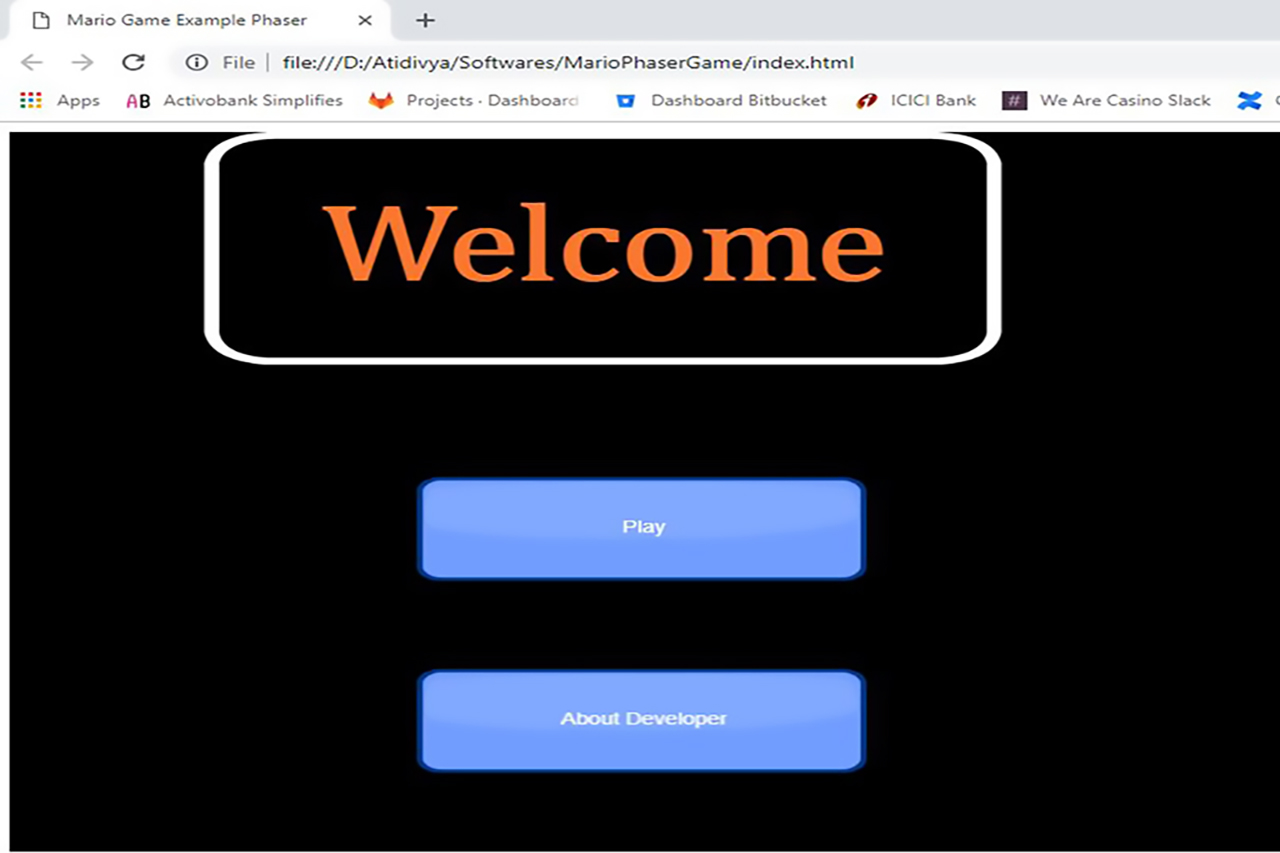 Mario Game Example Phaser
File | file:///D:/Atidivya/Softwares/MarioPhaserGame/index.html
Apps AB Activobank Simplifies Projects · Dashboard Dashboard Bitbucket ICICI Bank # We Are Casino Slack
Welcome
Play
About Developer